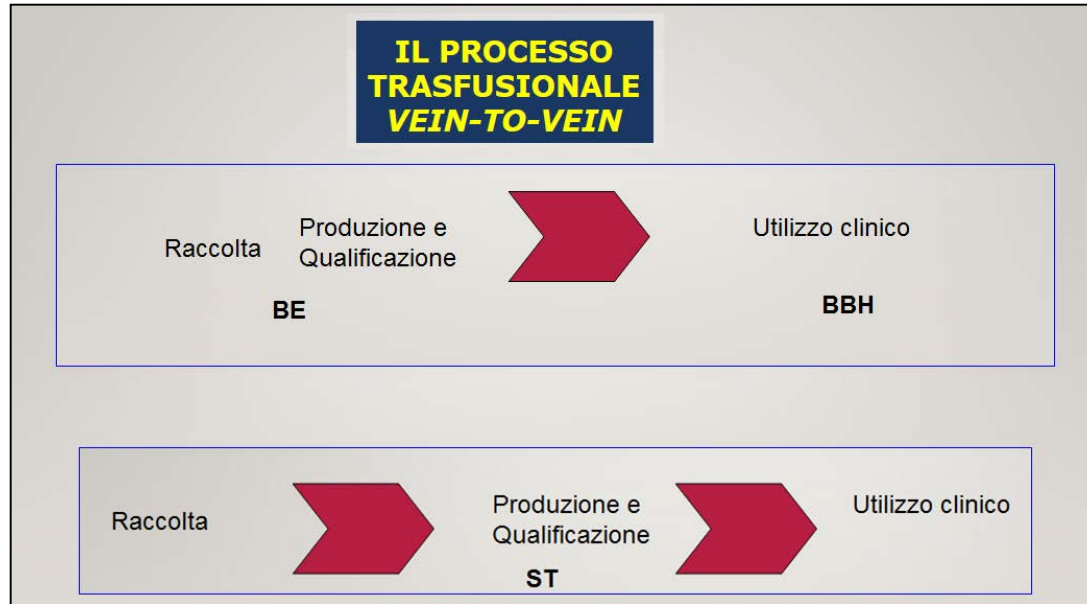 IL PROCESSO
TRASFUSIONALE
VEIN-TO-VEIN
Raccolta
Produzione e
Qualificazione
BE
Utilizzo clinico
BBH
Raccolta
Produzione e
Qualificazione
ST
Utilizzo clinico